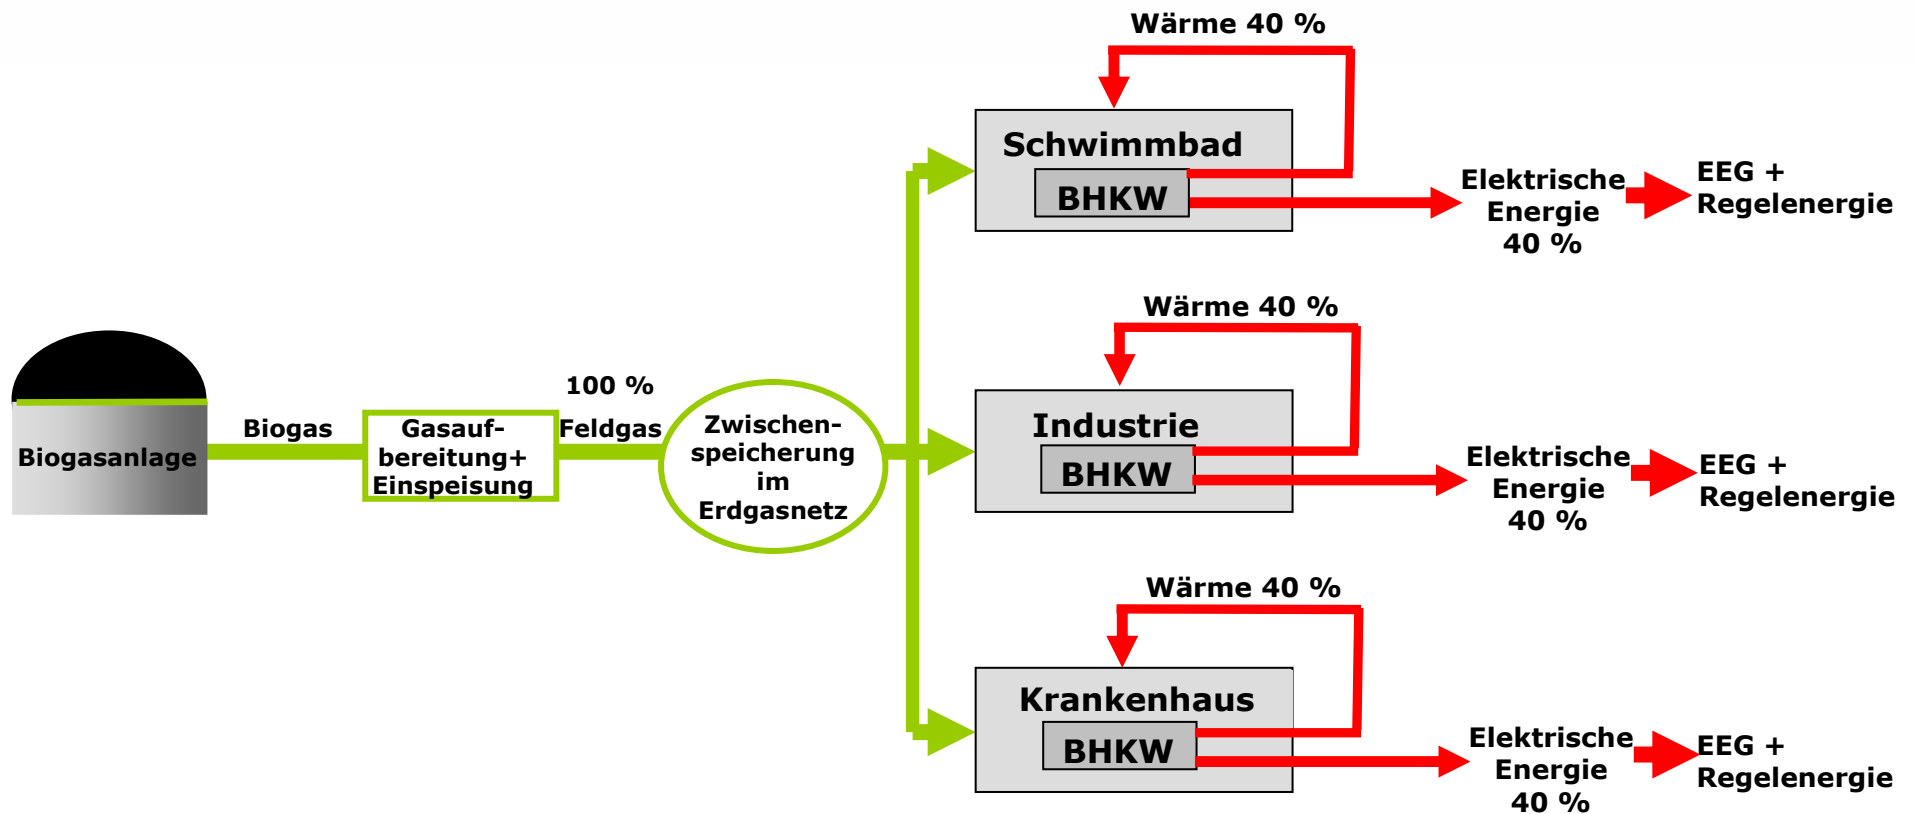 Biogasanlage
Biogas
Gasauf-
bereitung+
Einspeisung
100 %
Feldgas
Zwischen-
speicherung
im
Erdgasnetz
Wärme 40 %
Schwimmbad
BHKW
Elektrische
Energie
40 %
EEG +
Regelenergie
Wärme 40 %
Industrie
BHKW
Elektrische
Energie
40 %
EEG +
Regelenergie
Wärme 40 %
Krankenhaus
BHKW
Elektrische
Energie
40 %
EEG +
Regelenergie